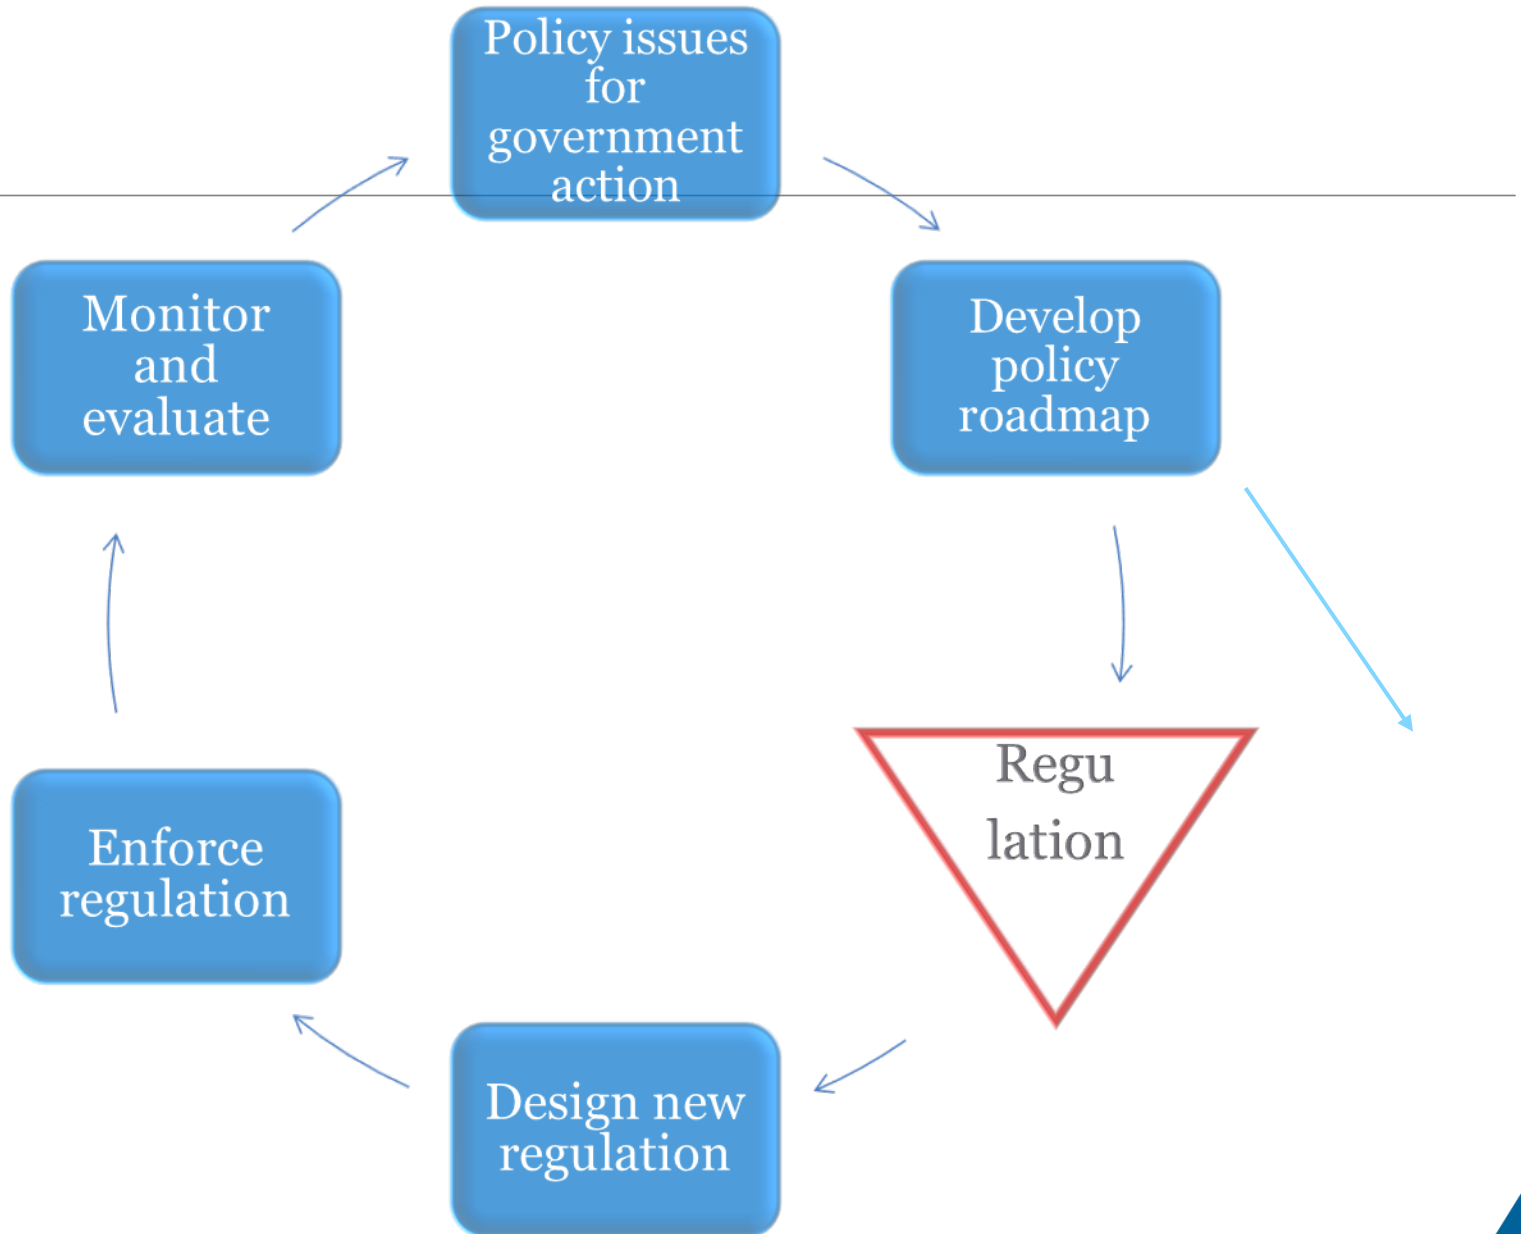 Policy issues
for
government
action
Develop
policy
roadmap
Regu
lation
Design new
regulation
Enforce
regulation
Monitor
and
evaluate